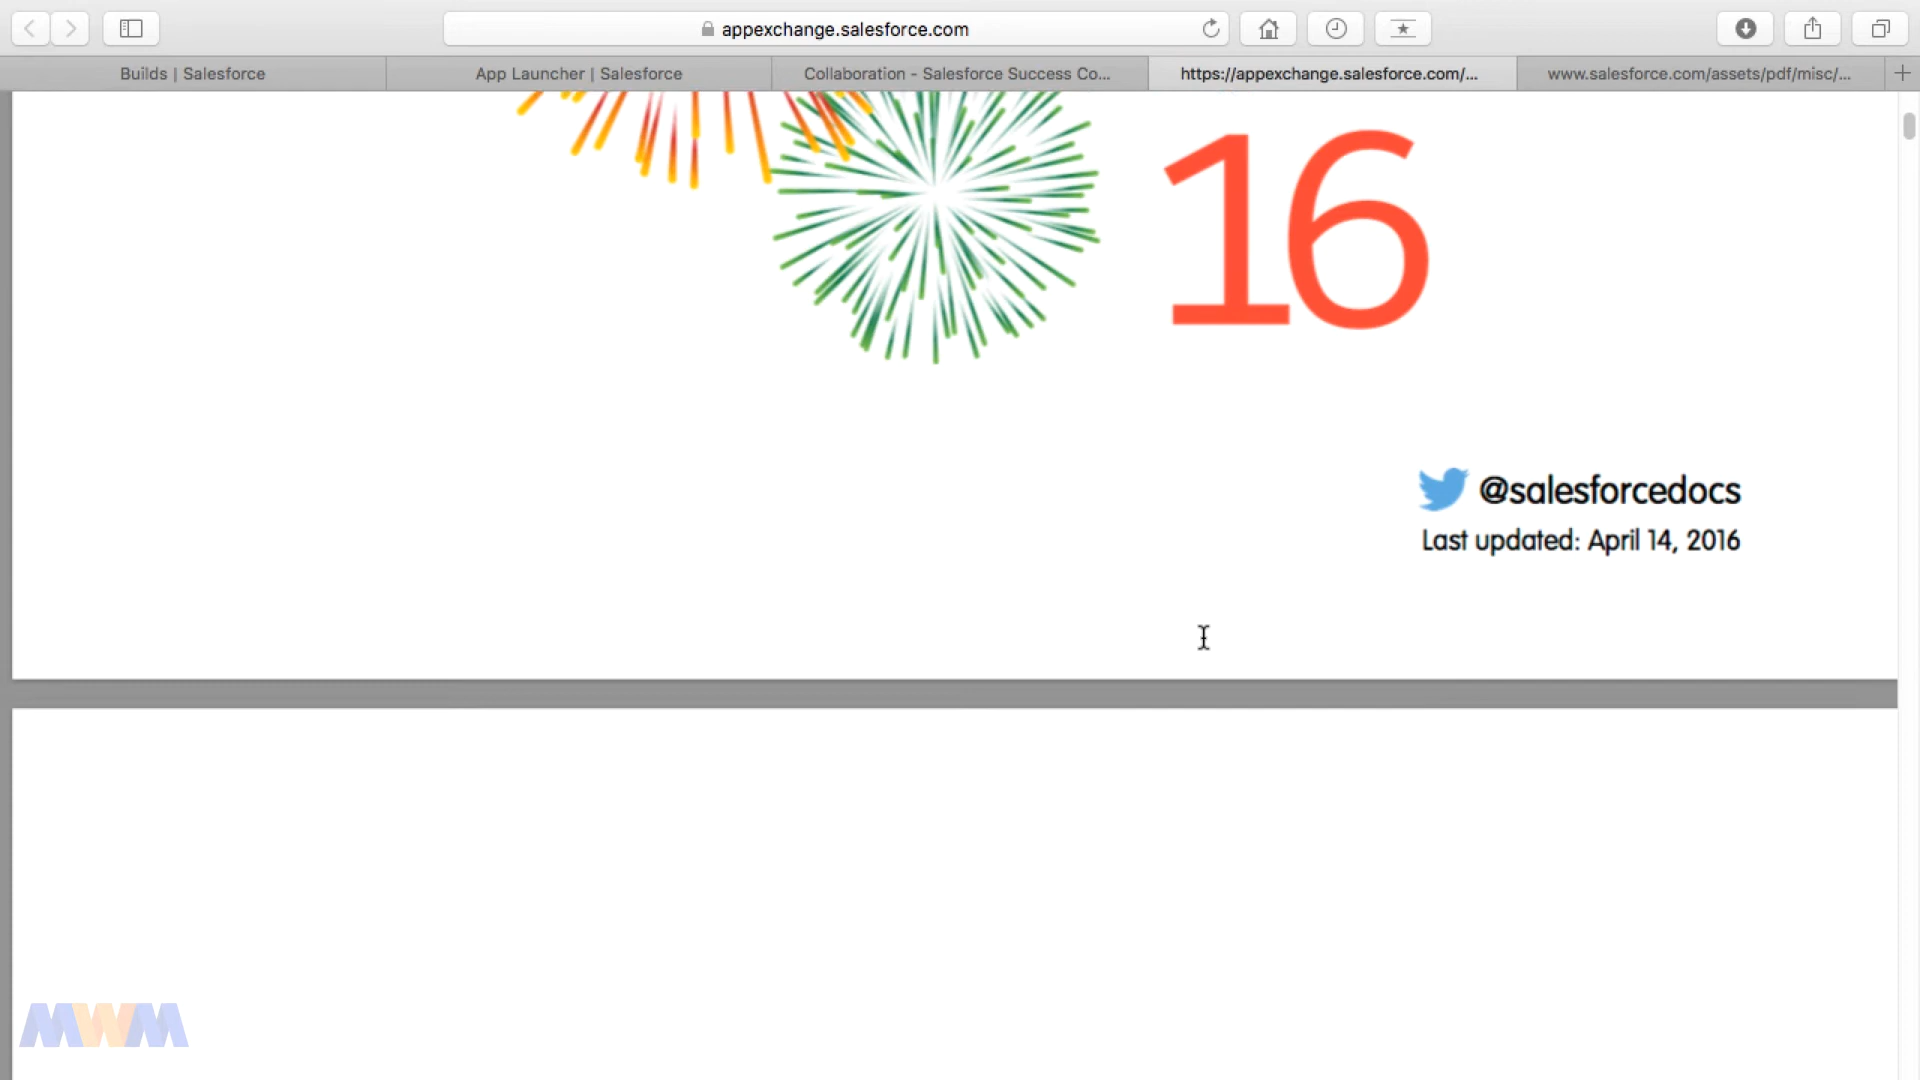 appexchange.salesforce.com
Builds | Salesforce
App Launcher | Salesforce
Collaboration - Salesforce Success Co...
https://appexchange.salesforce.com/...
www.salesforce.com/assets/pdf/misc/...
16
@salesforcedocs
Last updated: April 14, 2016
MWM